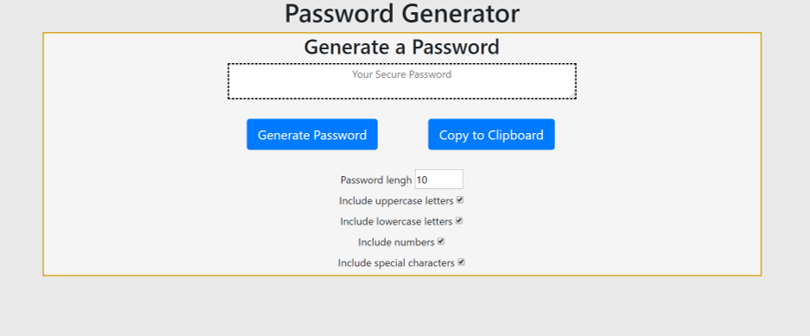 Password Generator
Generate a Password
Your Secure Password
Generate Password Copy to Clipboard
Password lengh 10
Include uppercase letters
Include lowercase letters
Include numbers
Include special characters